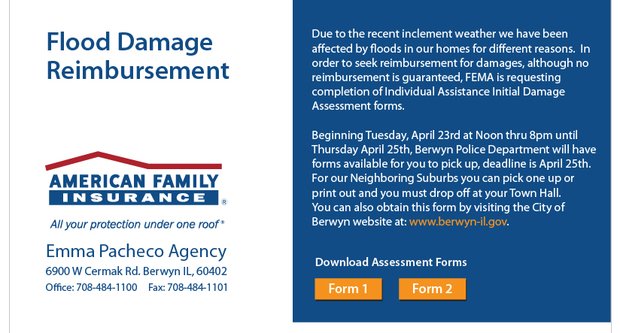 Flood Damage
Reimbursement
AMERICAN FAMILY
INSURANCE ®
All your protection under one roof®
Emma Pacheco Agency
6900 W Cermak Rd. Berwyn IL, 60402
Office: 708-484-1100 Fax: 708-484-1101
Due to the recent inclement weather we have been
affected by floods in our homes for different reasons. In
order to seek reimbursement for damages, although no
reimbursement is guaranteed, FEMA is requesting
completion of Individual Assistance Initial Damage
Assessment forms.
Beginning Tuesday, April 23rd at Noon thru 8pm until
Thursday April 25th, Berwyn Police Department will have
forms available for you to pick up, deadline is April 25th.
For our Neighboring Suburbs you can pick one up or
print out and you must drop off at your Town Hall.
You can also obtain this form by visiting the City of
Berwyn website at: www.berwyn-il.gov.
Download Assessment Forms
Form 1 Form 2